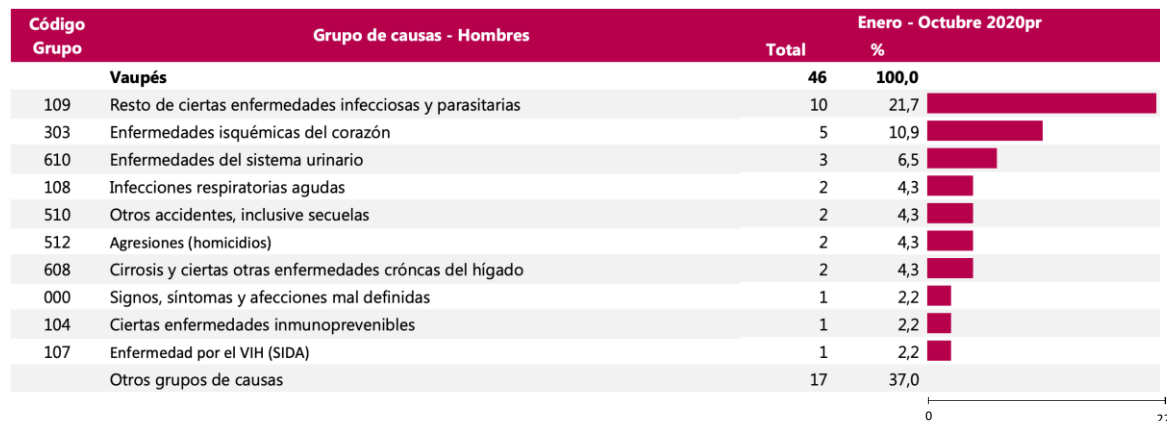 Código Grupo Grupo de causas - Hombres Enero - Octubre 2020pr
Total %
Vaupés 46 100,0
109 Resto de ciertas enfermedades infecciosas y parasitarias 10 21,7
303 Enfermedades isquémicas del corazón 5 10,9
610 Enfermedades del sistema urinario 3 6,5
108 Infecciones respiratorias agudas 2 4,3
510 Otros accidentes, inclusive secuelas 2 4,3
512 Agresiones (homicidios) 2 4,3
608 Cirrosis y ciertas otras enfermedades cróncas del hígado 2 4,3
000 Signos, síntomas y afecciones mal definidas 1 2,2
104 Ciertas enfermedades inmunoprevenibles 1 2,2
107 Enfermedad por el VIH (SIDA) 1 2,2
Otros grupos de causas 17 37,0
0 22